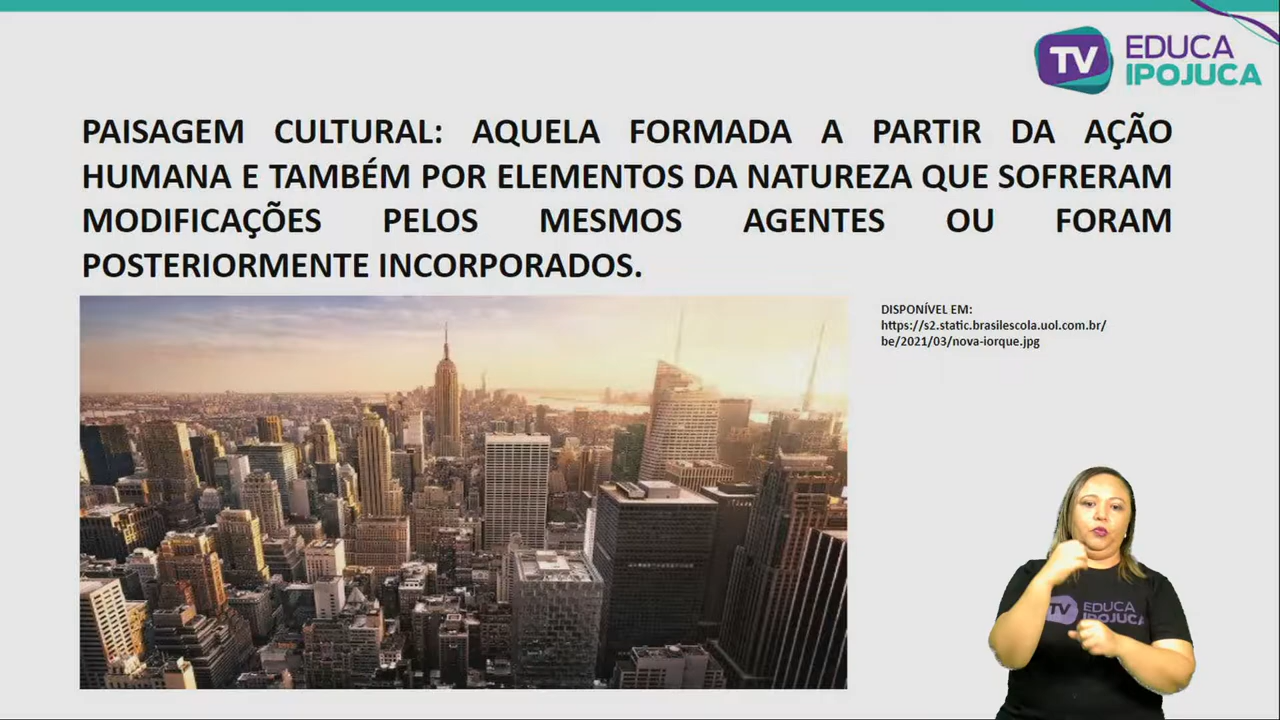 TV EDUCA
IPOJUCA
PAISAGEM CULTURAL: AQUELA FORMADA A PARTIR DA AÇÃO
HUMANA E TAMBÉM POR ELEMENTOS DA NATUREZA QUE SOFRERAM
MODIFICAÇÕES PELOS MESMOS AGENTES OU FORAM
POSTERIORMENTE INCORPORADOS.
DISPONÍVEL EM:
https://s2.static.brasilescola.uol.com.br/
be/2021/03/nova-iorque.jpg
TV EDUCA
IPOJUCA